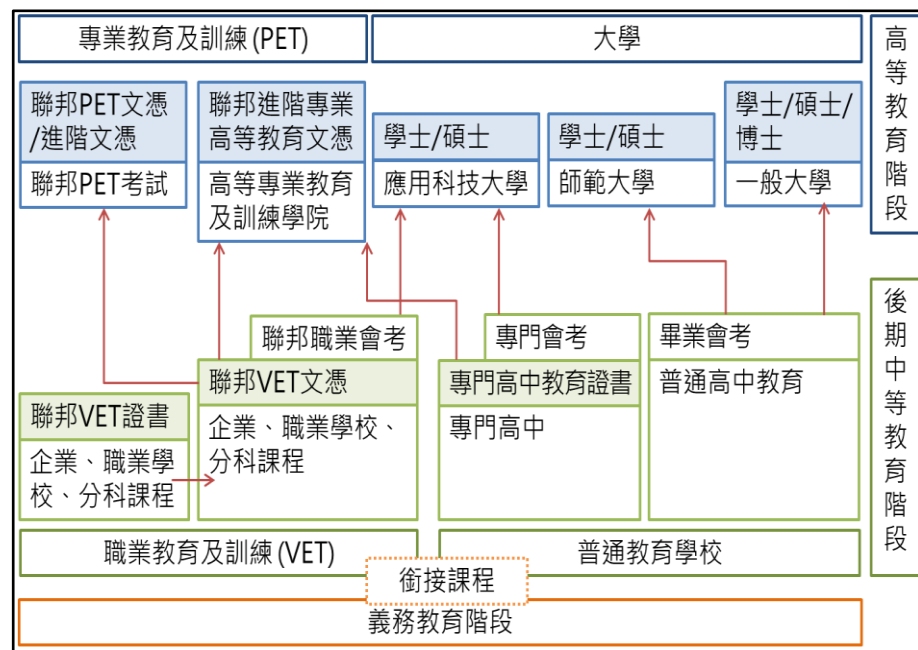 專業教育及訓練(PET)
大學
高等教育階段
聯邦PET文憑
/進階文憑
聯邦PET考試
聯邦進階專業
高等教育文憑
高等專業教育
及訓練學院
學士/碩士
應用科技大學
學士/碩士
師範大學
學士/碩士/
博士
一般大學
後期中等教育階段
聯邦職業會考
聯邦VET文憑
企業、職業學校、
分科課程
聯邦VET證書
企業、職業學
校、分科課程
專門會考
專門高中教育證書
專門高中
畢業會考
普通高中教育
職業教育及訓練(VET)
普通教育學校
銜接課程
義務教育階段